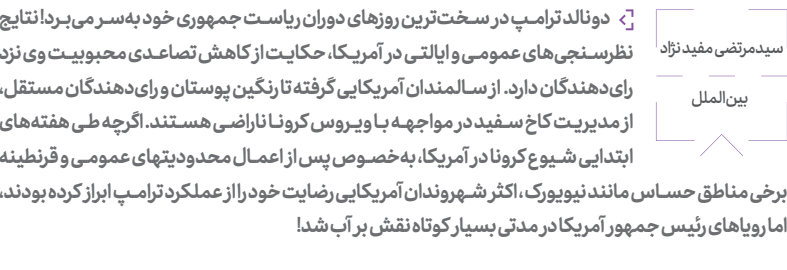 سیدمرتضی مفیدنژاد
بین‌الملل
دونالد ترامپ در سخت‌ترین روزهای دوران ریاست جمهوری خود به‌سر می‌برد! نتایج
نظرسنجی‌های عمومی و ایالتی در آمریکا، حکایت از کاهش تصاعدی محبوبیت وی نزد
رای‌دهندگان دارد. از سالمندان آمریکایی گرفته تا رنگین پوستان و رای‌دهندگان مستقل،
از مدیریت کاخ سفید در مواجهه با ویروس کرونا ناراضی هستند. اگرچه طی هفته‌های
ابتدایی شیوع کرونا در آمریکا، به‌خصوص پس از اعمال محدودیتهای عمومی و قرنطینه
برخی مناطق حساس مانند نیویورک، اکثر شهروندان آمریکایی رضایت خود را از عملکرد ترامپ ابراز کرده بودند،
اما رویاهای رئیس جمهور آمریکا در مدتی بسیار کوتاه نقش بر آب شد!